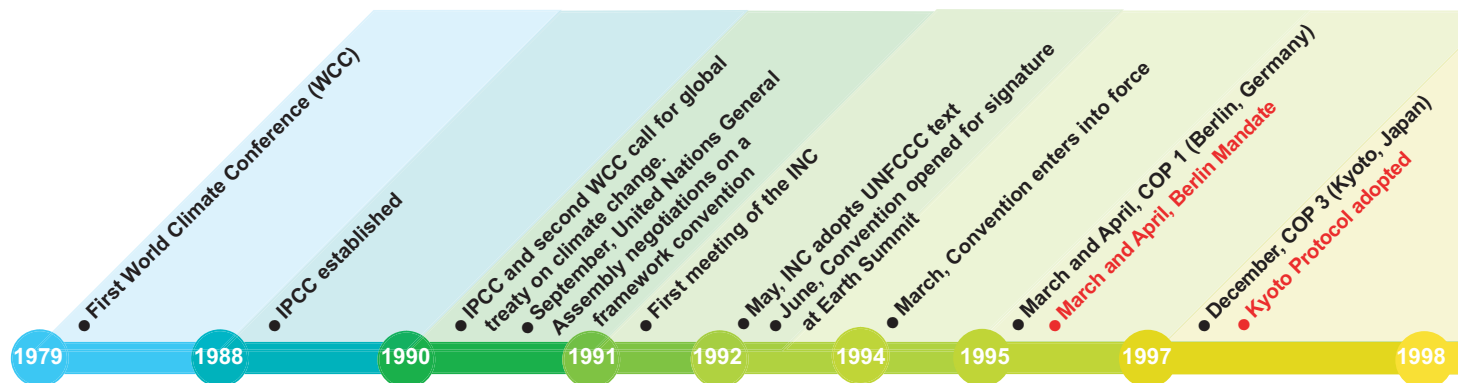 First World Climate Conference (WCC)
IPCC established
IPCC and second WCC call for global
treaty on climate change.
September, United Nations General
Assembly negotiations on a
framework convention
First meeting of the INC
May, INC adopts UNFCCC text
June, Convention opened for signature
at Earth Summit
March, Convention enters into force
March and April, COP 1 (Berlin, Germany)
March and April, Berlin Mandate
December, COP 3 (Kyoto, Japan)
Kyoto Protocol adopted
1979
1988
1990
1991
1992
1994
1995
1997
1998